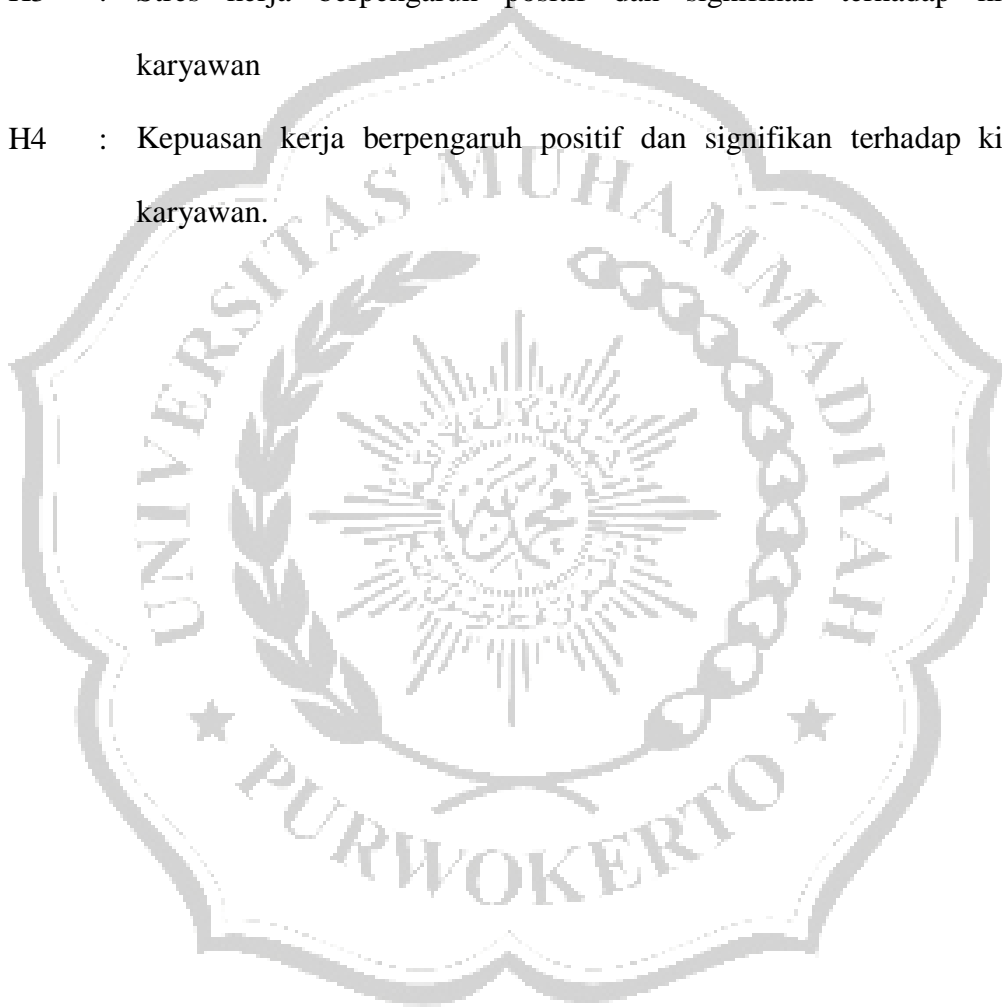 : Stres kerja berpengaruh positif dan signifikan terhadap
karyawan
H4 : Kepuasan kerja berpengaruh positif dan signifikan terhadap ki
karyawan.
UNIVERSITAS MUHAMMADIYAH
PURWOKERTO